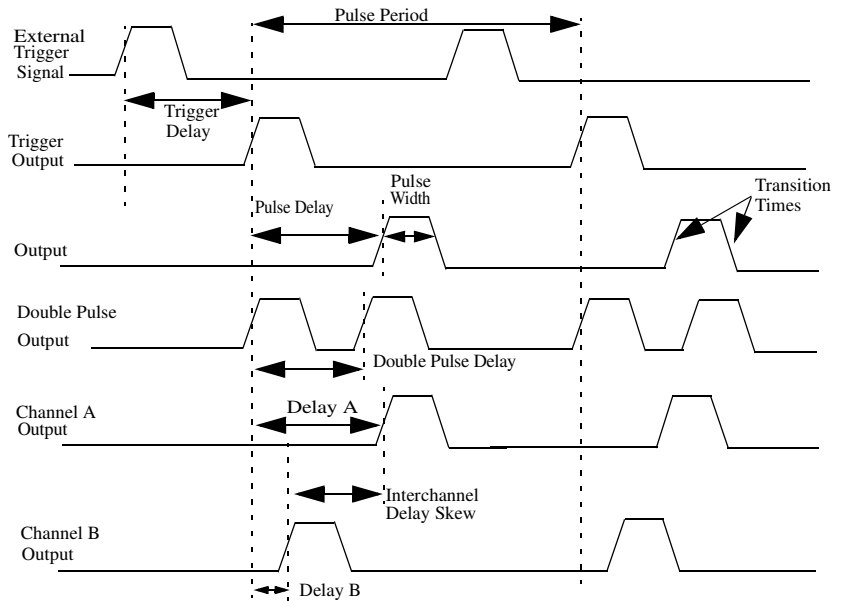 Pulse Period
External
Trigger
Signal
Trigger
Delay
Trigger
Output
Pulse
Width
Transition
Times
Pulse Delay
Output
Double Pulse
Output
Double Pulse Delay
Channel A
Output
Delay A
Interchannel
Delay Skew
Channel B
Output
Delay B